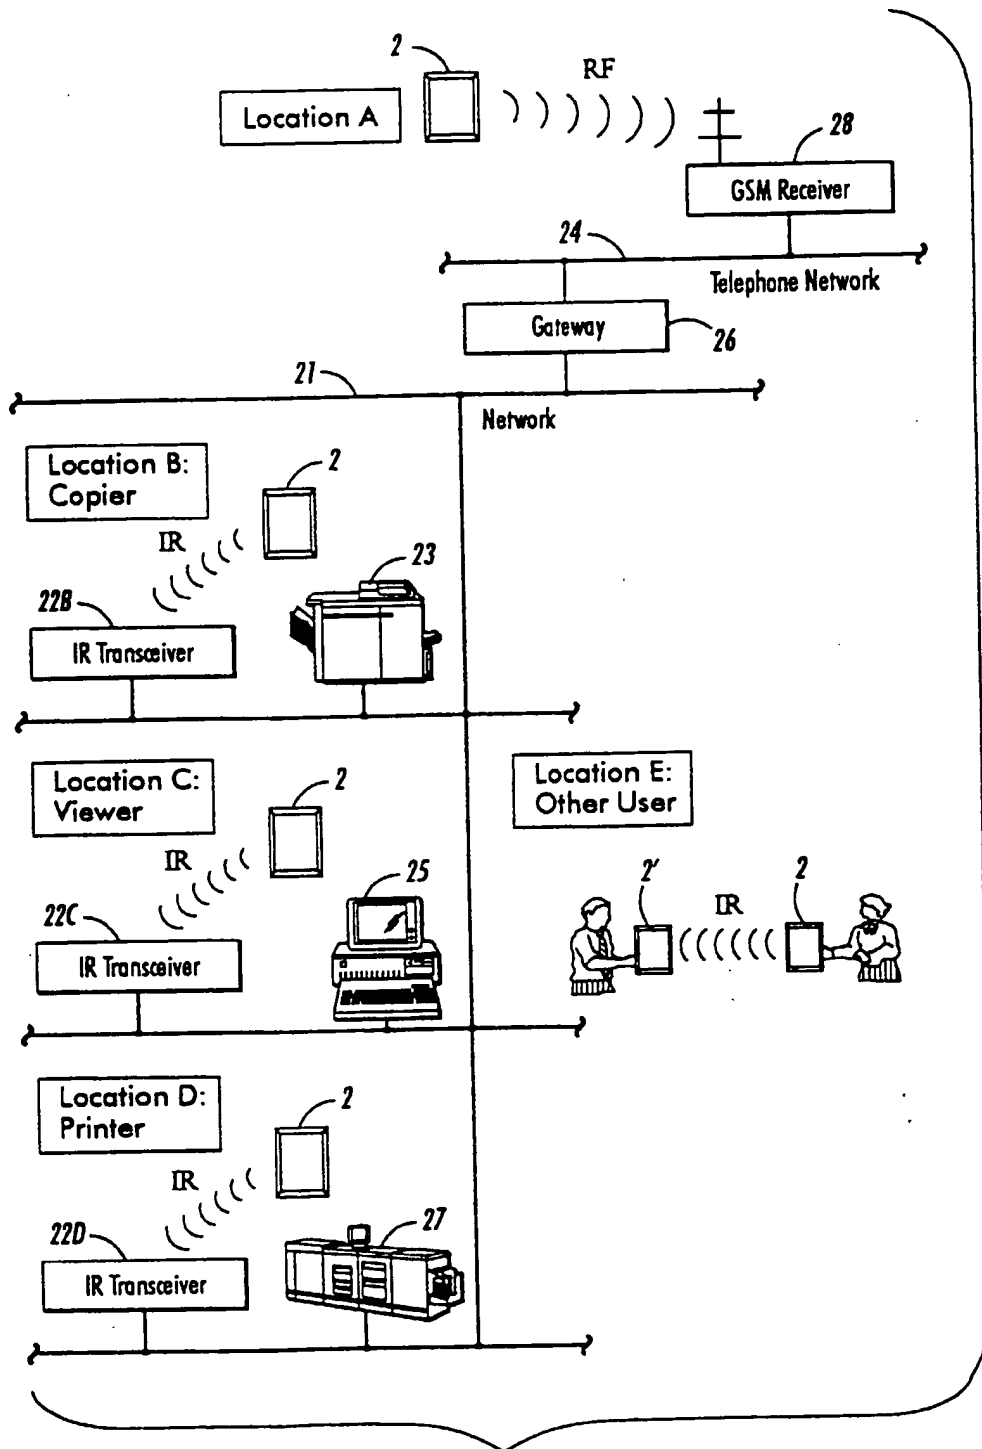 2
RF
Location A
28
GSM Receiver
24
Telephone Network
Gateway
26
21
Network
Location B:
Copier
2
IR
23
22B
IR Transceiver
Location C:
Viewer
2
IR
25
22C
IR Transceiver
Location E:
Other User
2'
IR
2
Location D:
Printer
2
IR
27
22D
IR Transceiver